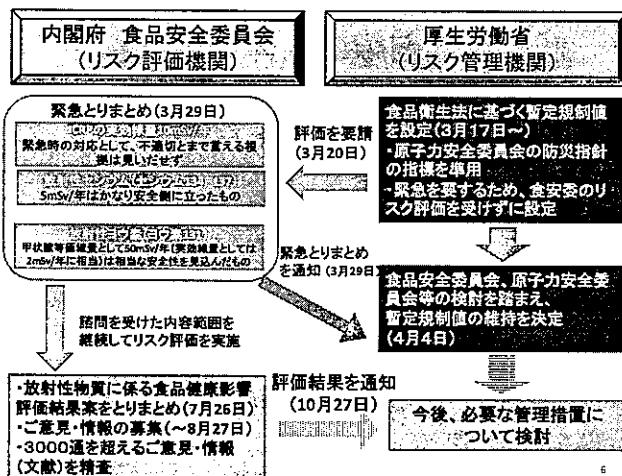 内閣府 食品安全委員会
(リスク評価機関)
厚生労働省
(リスク管理機関)
緊急とりまとめ(3月29日)
緊急時の対応として、不適切とまで言える根
拠は見いだせず
5mSv/年はかなり安全側に立ったもの
甲状腺等価線量として50mSv/年(実効線量としては
2mSv/年に相当)は相当な安全性を見込んだもの
評価を要請
(3月20日)
食品衛生法に基づく暫定規制値
を設定(3月17日~)
・原子力安全委員会の防災指針
の指標を準用
・緊急を要するため、食安委のリ
スク評価を受けずに設定
緊急とりまとめ
を通知(3月29日)
食品安全委員会、原子力安全委
員会等の検討を踏まえ、
暫定規制値の維持を決定
(4月4日)
諮問を受けた内容範囲を
継続してリスク評価を実施
・放射性物質に係る食品健康影響
評価結果案をとりまとめ(7月26日)
・ご意見・情報の募集(~8月27日)
・3000通を超えるご意見・情報
(文献)を精査
評価結果を通知
(10月27日)
今後、必要な管理措置に
ついて検討
6